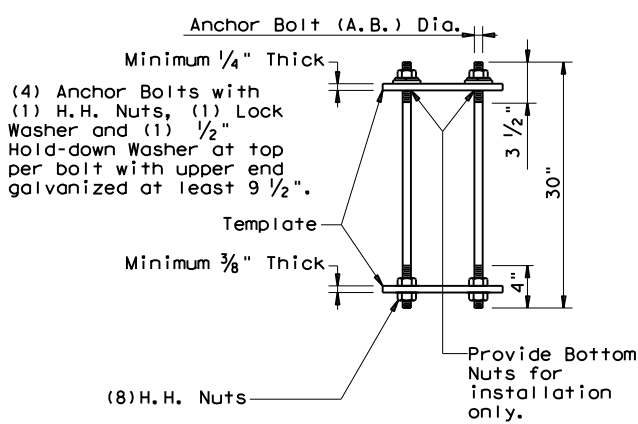 Anchor Bolt (A.B.) Dia.
Minimum 1/4" Thick
(4) Anchor Bolts with
(1) H.H. Nuts, (1) Lock
Washer and (1) 1/2"
Hold-down Washer at top
per bolt with upper end
galvanized at least 9 1/2".
3 1/2"
30"
Template
Minimum 3/8" Thick
4"
Provide Bottom
Nuts for
installation
only.
(8)H.H. Nuts